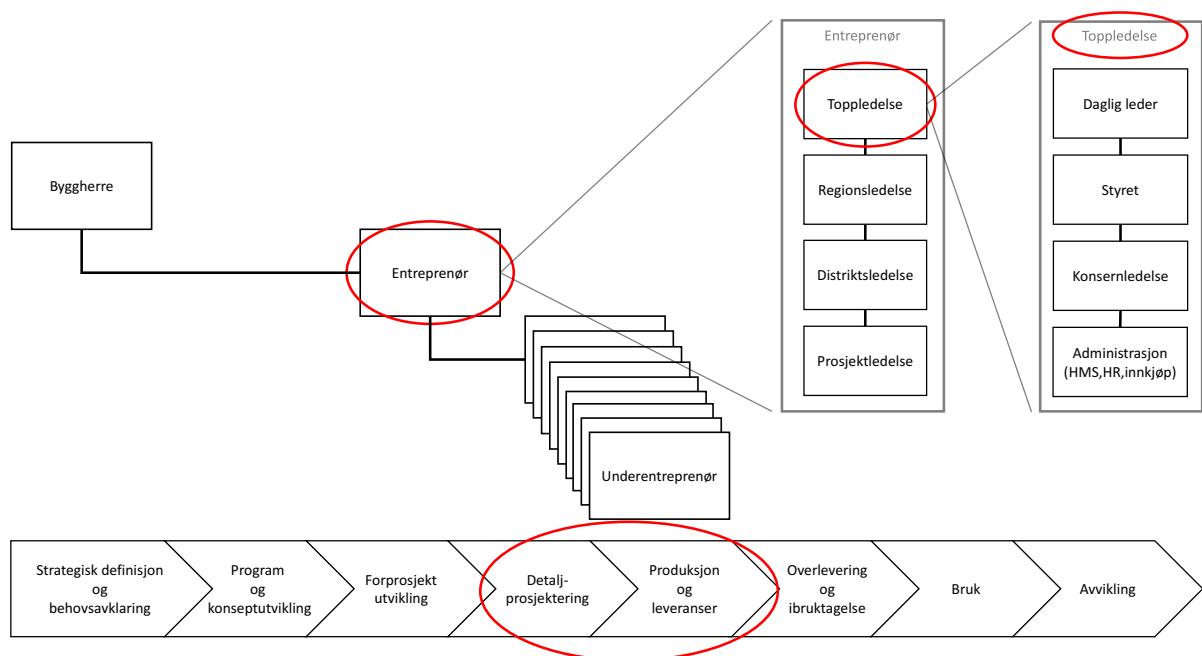 Entreprenør
Toppledelse
Toppledelse
Daglig leder
Byggherre
Regionsledelse
Styret
Entreprenør
Distriktsledelse
Konsernledelse
Prosjektledelse
Administrasjon
(HMS,HR,innkjøp)
Underentreprenør
Strategisk definisjon
og
behovsavklaring
Program
og
konseptutvikling
Forprosjekt
utvikling
Detalj-
prosjektering
Produksjon
og
leveranser
Overlevering
og
ibruktagelse
Bruk
Avvikling